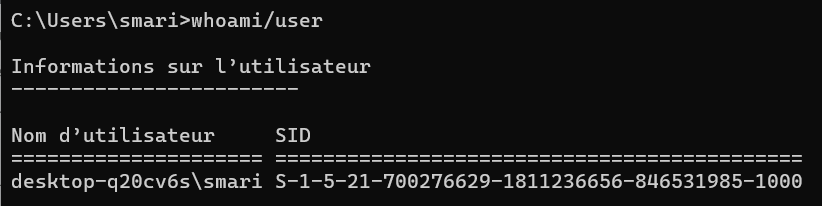 C:\Users\smari>whoami/user
Informations sur l’utilisateur
------------------------
Nom d’utilisateur     SID
===================== ============================================
desktop-q20cv6s\smari S-1-5-21-700276629-1811236656-846531985-1000